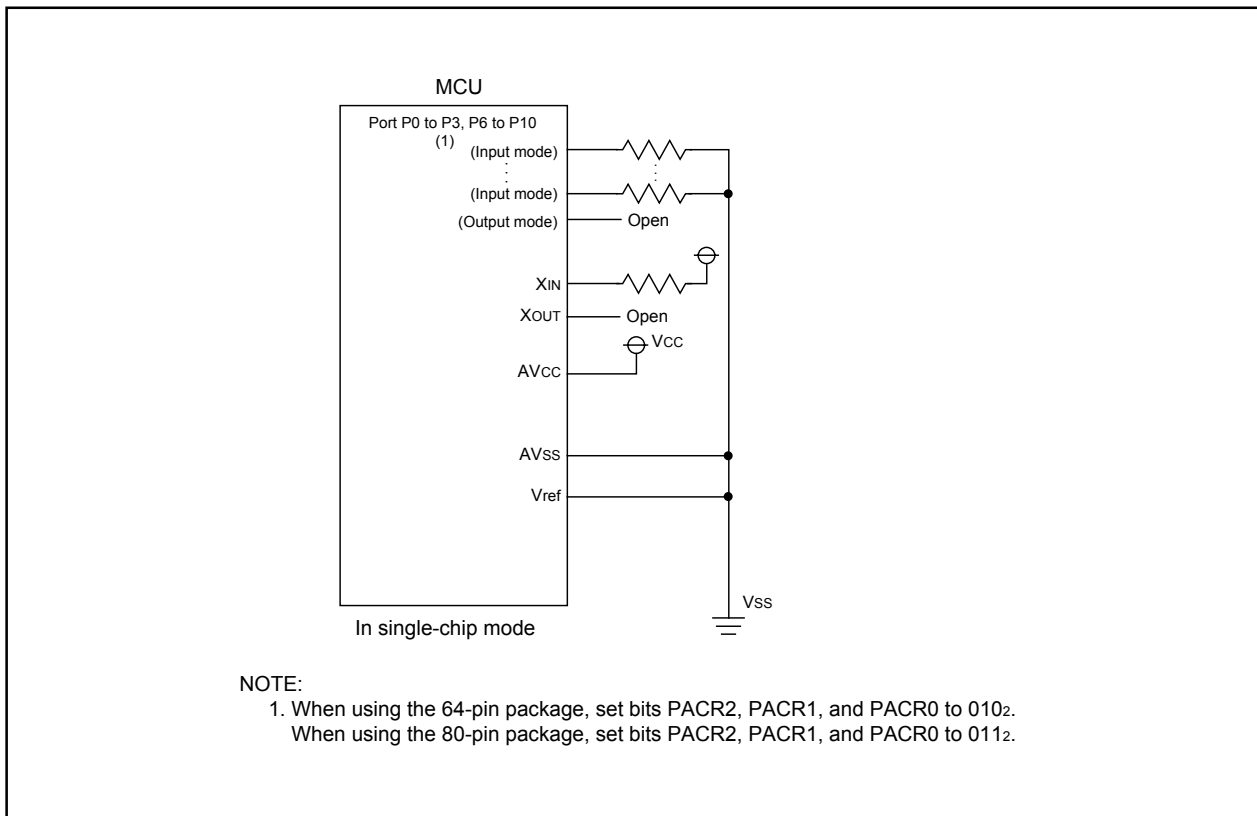 MCU
Port P0 to P3, P6 to P10
(1)
(Input mode)
(Input mode)
(Output mode)
Open
XIN
XOUT
Open
VCC
AVCC
AVSS
Vref
VSS
In single-chip mode
NOTE:
1. When using the 64-pin package, set bits PACR2, PACR1, and PACR0 to 0102.
When using the 80-pin package, set bits PACR2, PACR1, and PACR0 to 0112.